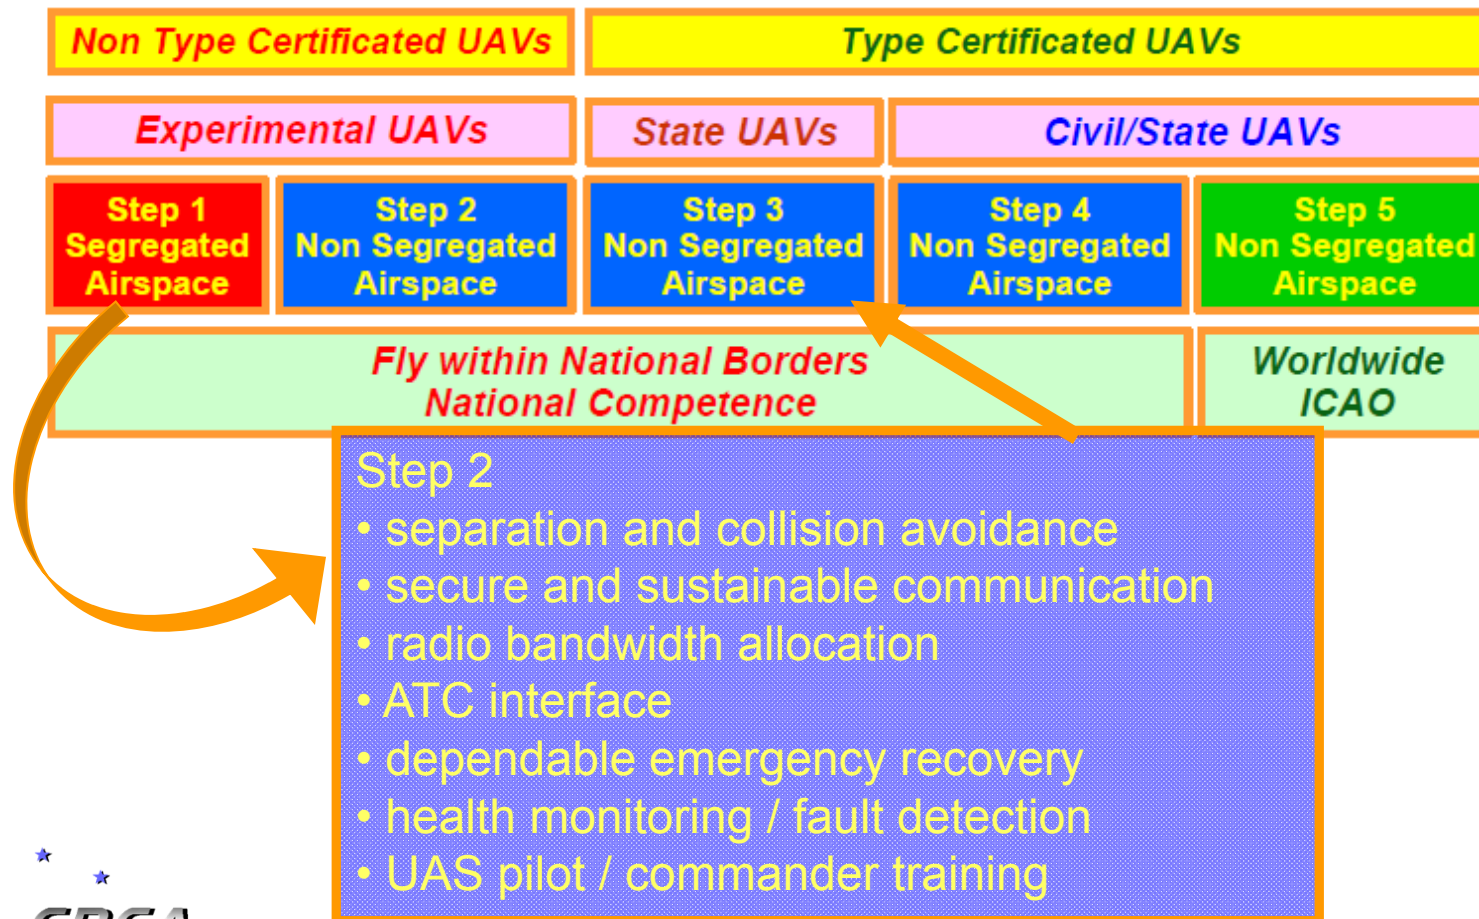 Non Type Certificated UAVs
Type Certificated UAVs
Experimental UAVs
State UAVs
Civil/State UAVs
Step 1
Segregated
Airspace
Step 2
Non Segregated
Airspace
Step 3
Non Segregated
Airspace
Step 4
Non Segregated
Airspace
Step 5
Non Segregated
Airspace
Fly within National Borders
National Competence
Worldwide
ICAO
Step 2
• separation and collision avoidance
• secure and sustainable communication
• radio bandwidth allocation
• ATC interface
• dependable emergency recovery
• health monitoring / fault detection
• UAS pilot / commander training